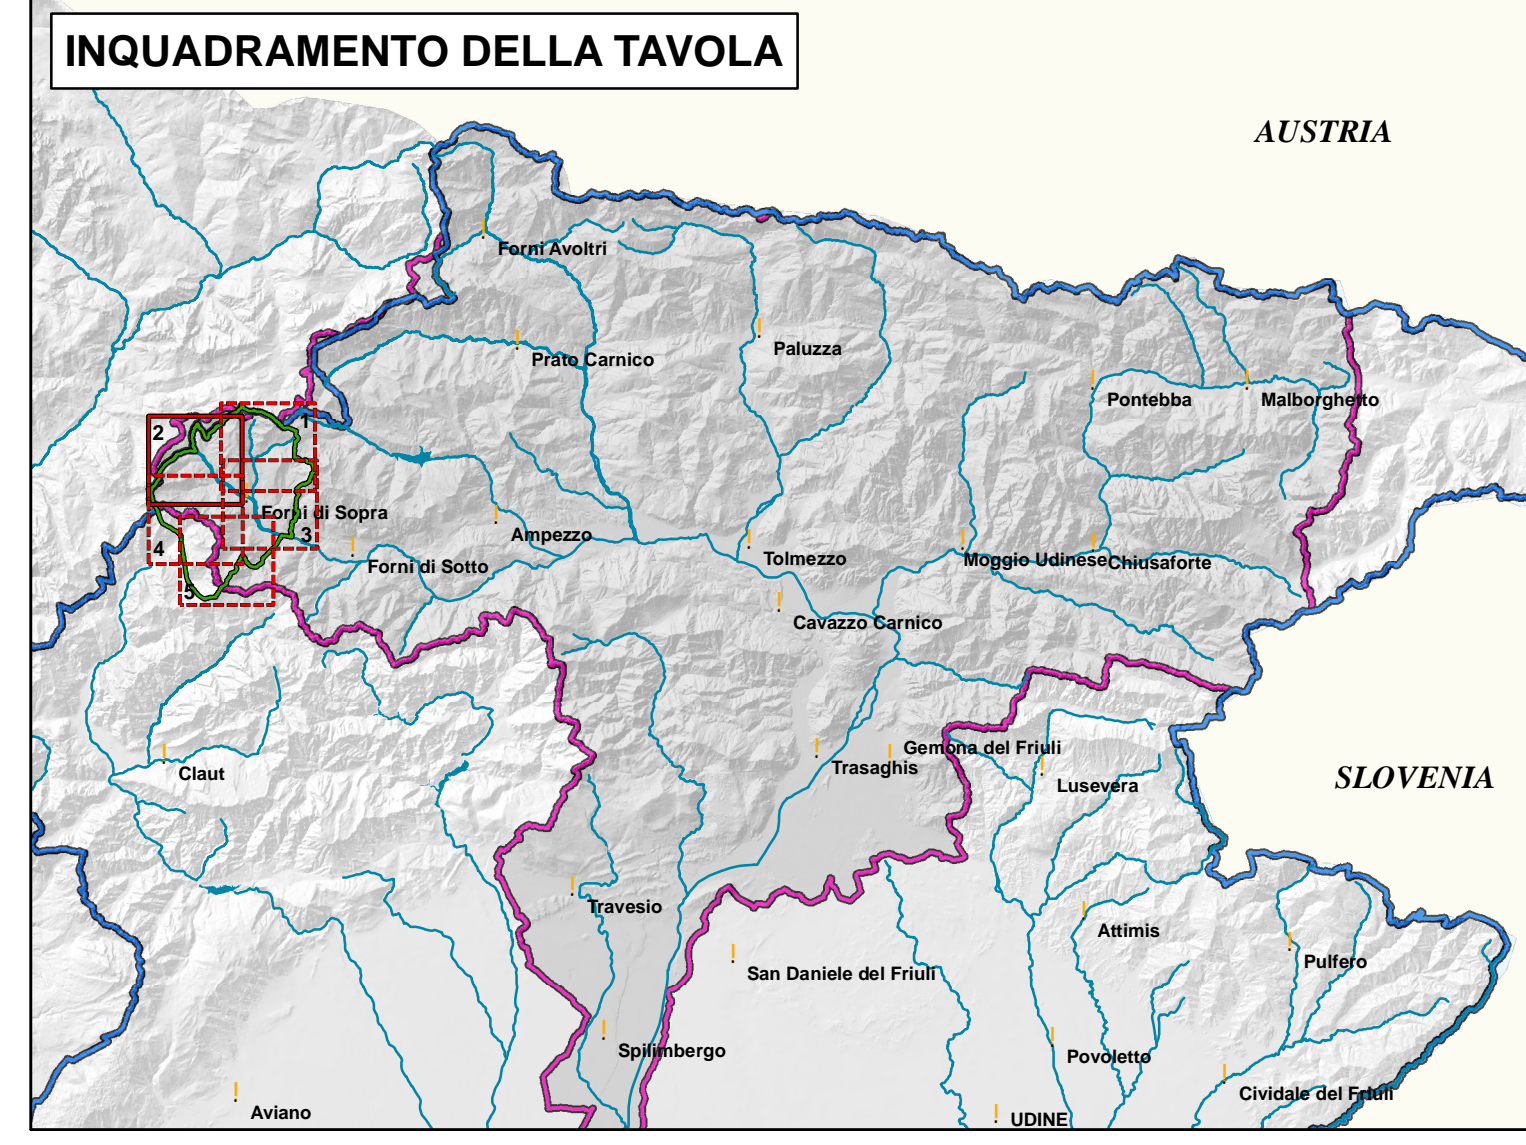 INQUADRAMENTO DELLA TAVOLA
AUSTRIA
Forni Avoltri
Prato Carnico
Paluzza
Pontebba
Malborghetto
1
2
Forni di Sopra
3
Ampezzo
4
Forni di Sotto
Tolmezzo
Moggio Udinese
Chiusaforte
5
Cavazzo Carnico
Gemona del Friuli
Trasaghis
Claut
Lusevera
SLOVENIA
Travesio
Attimis
San Daniele del Friuli
Pulfero
Spilimbergo
Povoletto
Cividale del Friuli
Aviano
UDINE